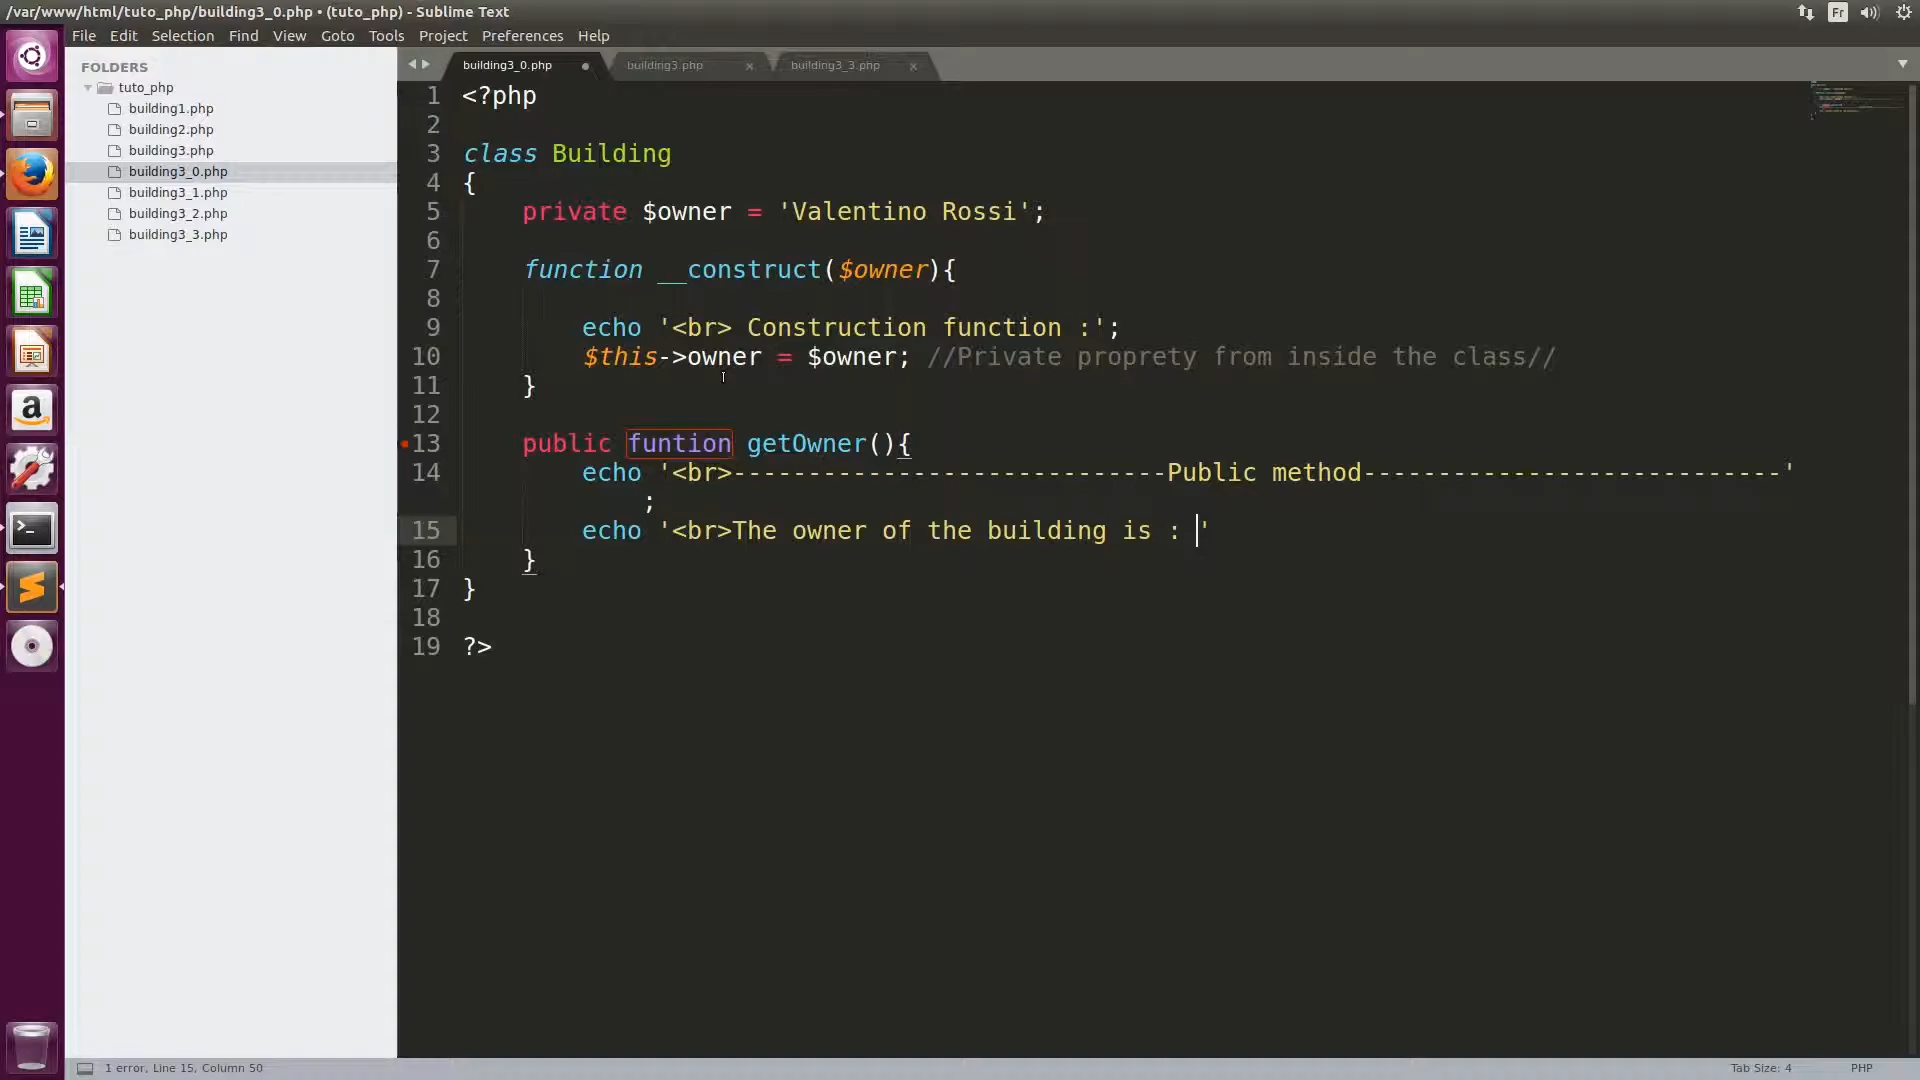 /var/www/html/tuto_php/building3_0.php • (tuto_php) - Sublime Text
Fr
File Edit Selection Find View Goto Tools Project Preferences Help
FOLDERS
tuto_php
building1.php
building2.php
building3.php
building3_0.php
building3_1.php
building3_2.php
building3_3.php
building3_0.php building3.php building3_3.php
1 <?php
2
3 class Building
4 {
5 private $owner = 'Valentino Rossi';
6
7 function __construct($owner){
8
9 echo '<br> Construction function :';
10 $this->owner = $owner; //Private proprety from inside the class//
11 }
12
13 public funtion getOwner(){
14 echo '<br>-----------------------------Public method----------------------------'
;
15 echo '<br>The owner of the building is : '
16 }
17 }
18
19 ?>
1 error, Line 15, Column 50
Tab Size: 4 PHP